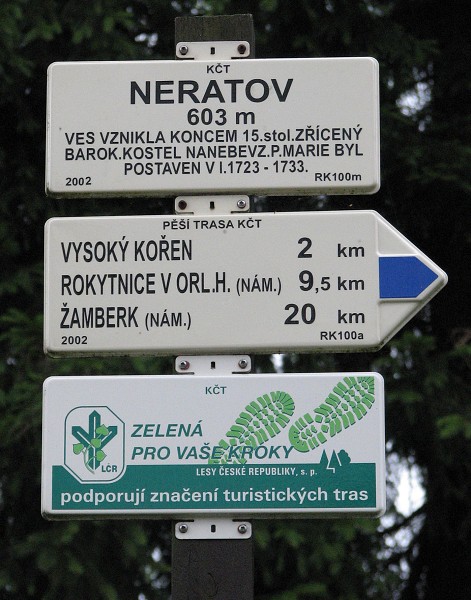 KČT
NERATOV
603 m
VES VZNIKLA KONCEM 15.stol.ZŘÍCENÝ
BAROK.KOSTEL NANEBEVZ.P.MARIE BYL
POSTAVEN V l.1723 - 1733.
2002 RK100m
PĚŠÍ TRASA KČT
VYSOKÝ KOŘEN 2 km
ROKYTNICE V ORL.H. (NÁM.) 9,5 km
ŽAMBERK (NÁM.) 20 km
2002 RK100a
KČT
ZELENÁ
PRO VAŠE KROKY
LČR
LESY ČESKÉ REPUBLIKY, s. p.
podporují značení turistických tras